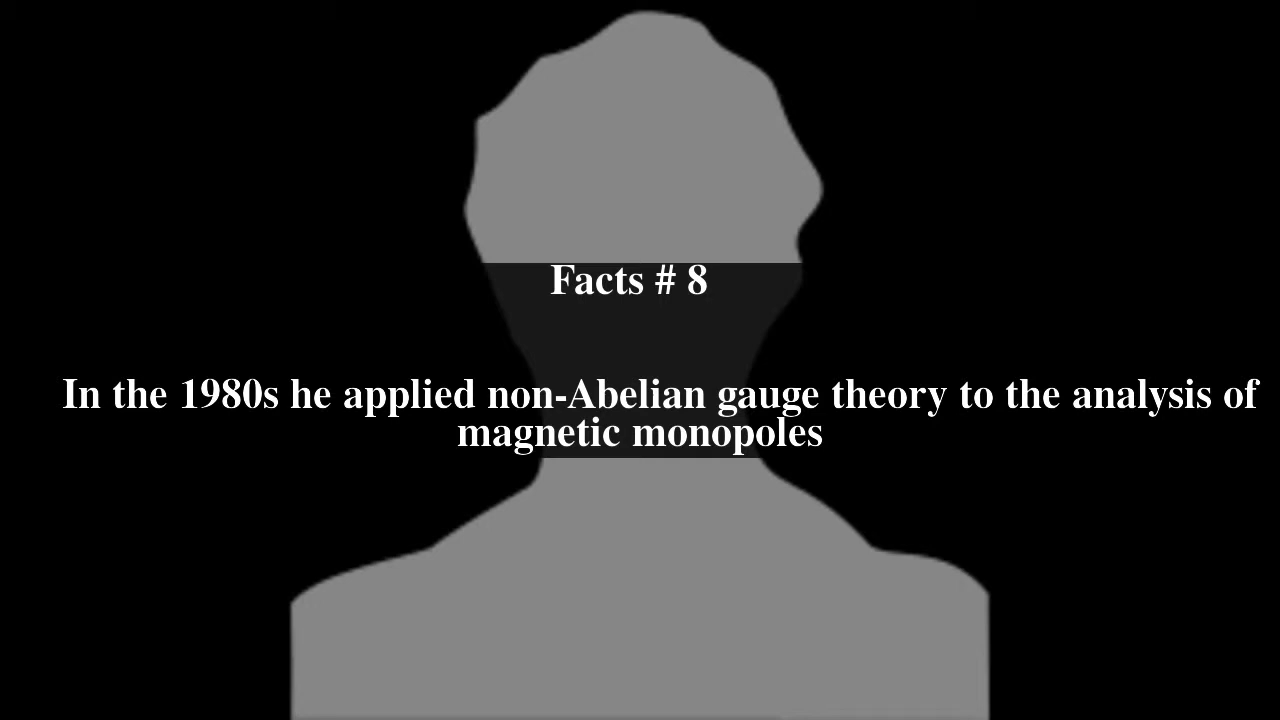 Facts # 8
In the 1980s he applied non-Abelian gauge theory to the analysis of
magnetic monopoles